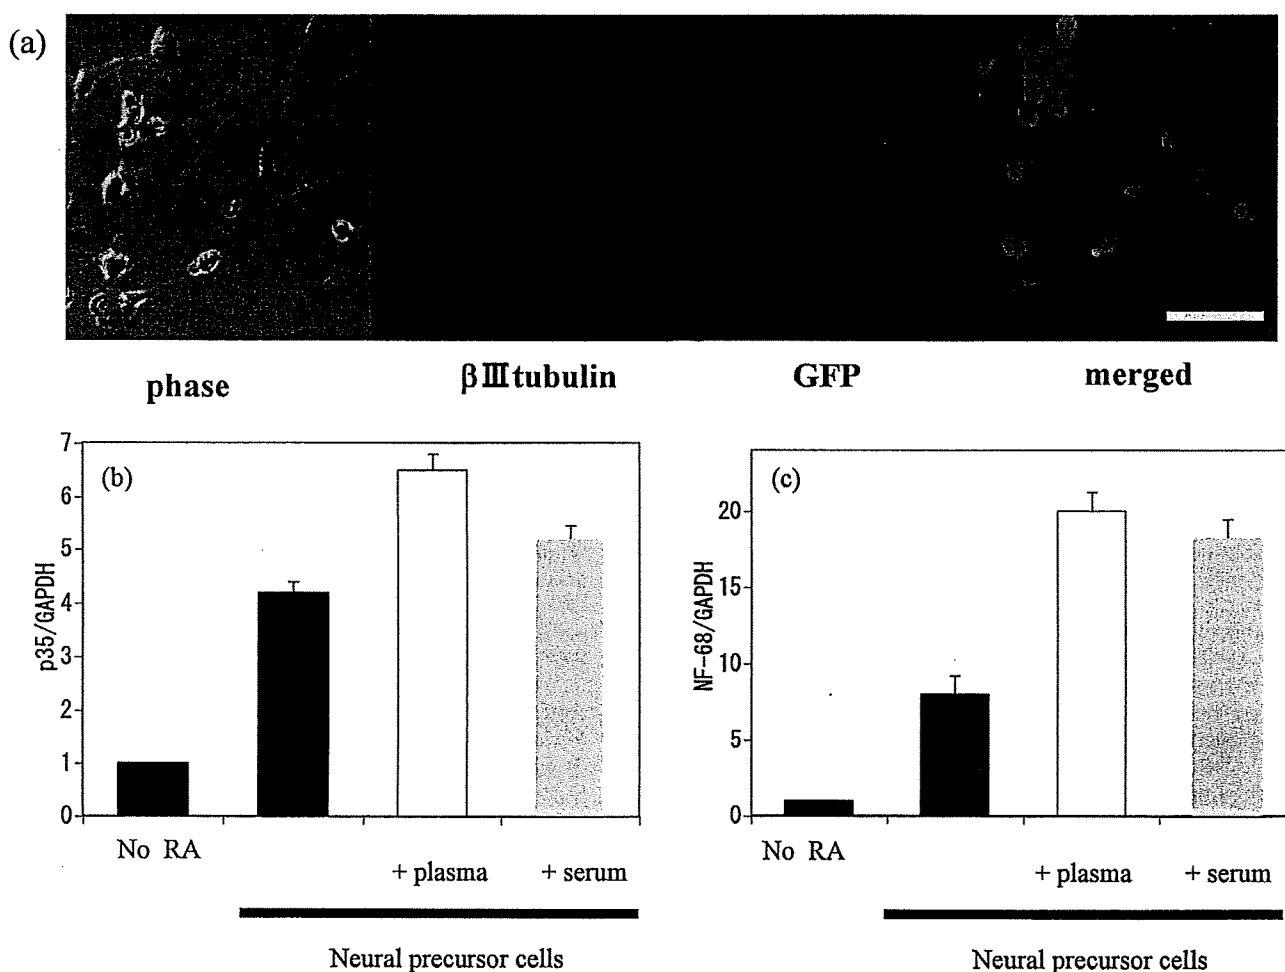 (a)
phase βⅢtubulin GFP merged
(b)
7
6
5
4
3
2
1
0
p35/GAPDH
No RA
+ plasma + serum
Neural precursor cells
(c)
20
15
10
5
0
NF-68/GAPDH
No RA
+ plasma + serum
Neural precursor cells